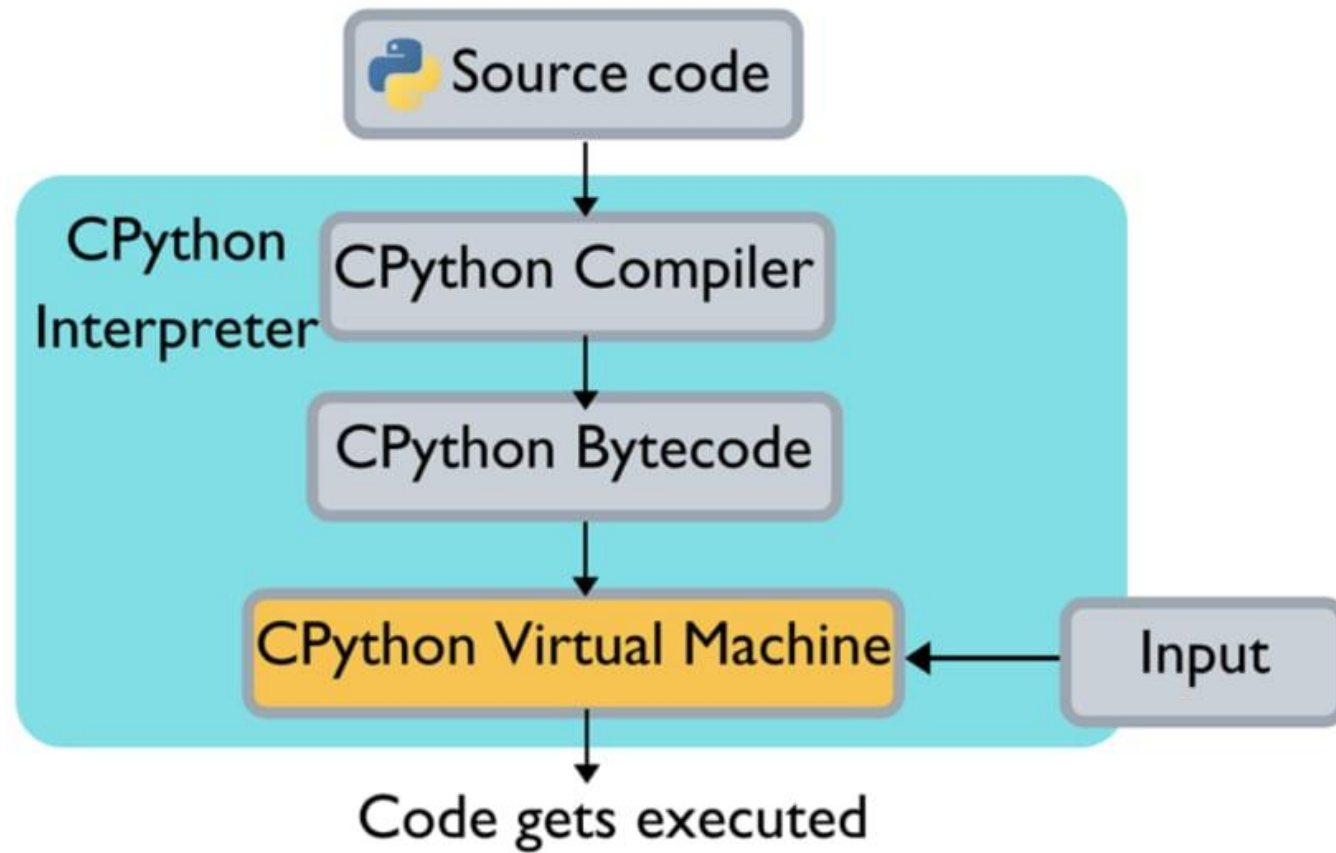 Source code
CPython
Interpreter
CPython Compiler
CPython Bytecode
CPython Virtual Machine
Input
Code gets executed